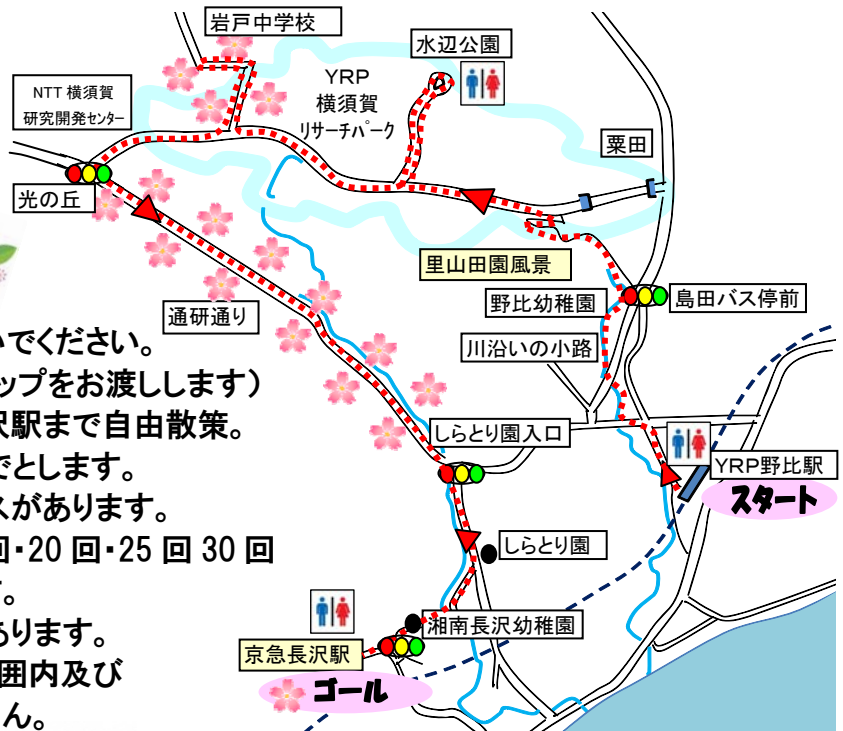 岩戸中学校
水辺公園
NTT 横須賀
研究開発センター
YRP
横須賀
リサーチパーク
粟田
光の丘
里山田園風景
野比幼稚園
島田バス停前
通研通り
川沿いの小路
いでください。
ップをお渡しします）
沢駅まで自由散策。
でとします。
スがあります。
回・20 回・25 回 30 回
す。
あります。
囲内及び
ん。
しらとり園入口
YRP野比駅
スタート
しらとり園
湘南長沢幼稚園
京急長沢駅
ゴール